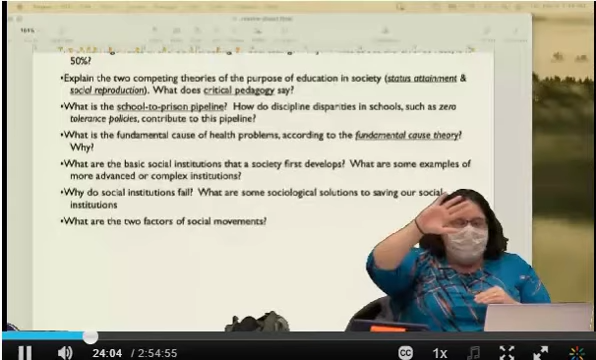 50%?
•Explain the two competing theories of the purpose of education in society (status attainment &
social reproduction). What does critical pedagogy say?
•What is the school-to-prison pipeline? How do discipline disparities in schools, such as zero
tolerance policies, contribute to this pipeline?
•What is the fundamental cause of health problems, according to the fundamental cause theory?
Why?
•What are the basic social institutions that a society first develops? What are some examples of
more advanced or complex institutions?
•Why do social institutions fail? What are some sociological solutions to saving our social
institutions
•What are the two factors of social movements?
24:04 / 2:54:55
CC
1x